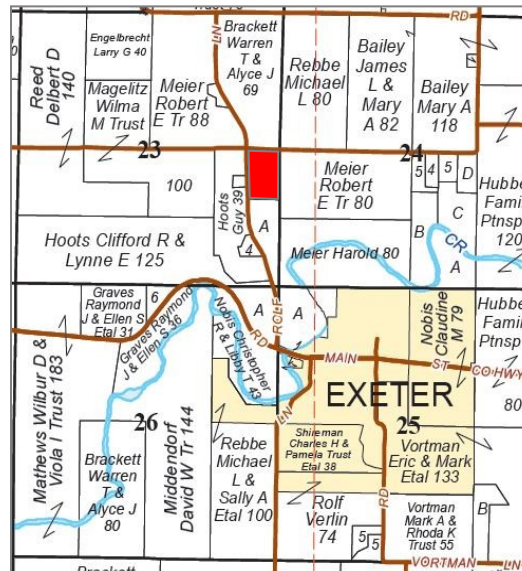 RD
LN
Engelbrecht
Larry G 40
Brackett
Warren
T &
Alyce J
69
Reed
Delbert D
140
Magelitz
Wilma
M Trust
Meier
Robert
E Tr 88
Rebbe
Michael
L 80
Bailey
James
L &
Mary
A 82
Bailey
Mary A
118
23
24
100
Hoots
Guy 39
Meier
Robert
E Tr 80
5
4
5
D
B
C
A
Hubbe
Fami
Ptnsp
120
A
4
Hoots Clifford R &
Lynne E 125
Meier Harold 80
CR
Graves
Raymond
J & Ellen S
Etal 31
6
Graves Raymond
J & Ellen S 36
Nobis Christopher
R & Libby T 43
RD
A
A
ROLF
LN
Nobis
Claudine
M 79
Hubbe
Fami
Ptnsp
80
MAIN
ST
CO HWY
EXETER
25
26
Mathews Wilbur D &
Viola I Trust 183
Brackett
Warren
T &
Alyce J
80
Middendorf
David W Tr 144
Rebbe
Michael
L &
Sally A
Etal 100
Shireman
Charles H &
Pamela Trust
Etal 38
Vortman
Eric & Mark
Etal 133
Rolf
Verlin
74
5
5
RD
Vortman
Mark A &
Rhoda K
Trust 55
B
VORTMAN
LN
Brackett